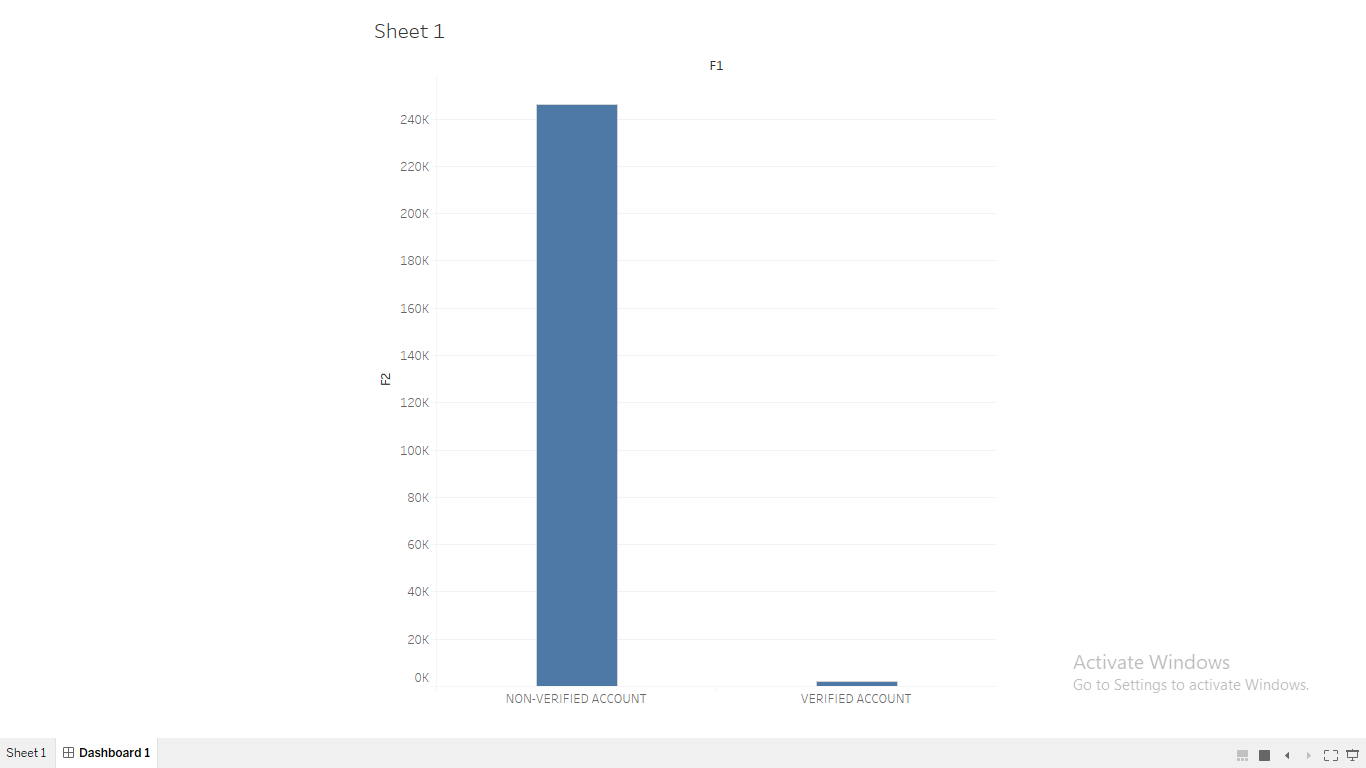 Sheet 1
F1
240K
220K
200K
180K
160K
140K
F2
120K
100K
80K
60K
40K
20K
0K
NON-VERIFIED ACCOUNT VERIFIED ACCOUNT
Activate Windows
Go to Settings to activate Windows.
Sheet 1 Dashboard 1